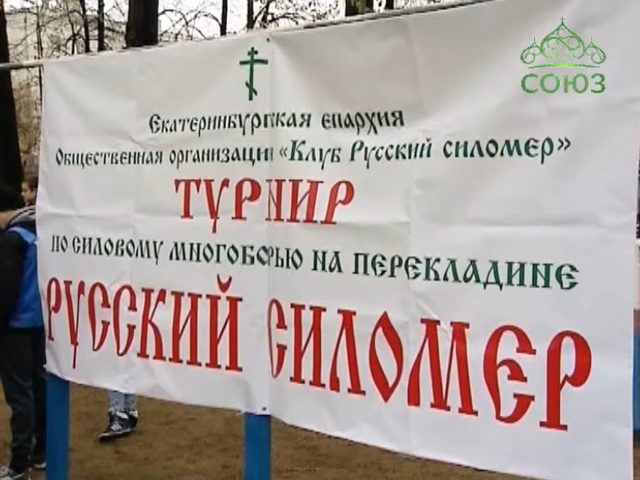 СОЮЗ
Екатеринбургская епархия
Общественная организация «Клуб Русский силомер»
ТУРНИР
ПО СИЛОВОМУ МНОГОБОРЬЮ НА ПЕРЕКЛАДИНЕ
РУССКИЙ СИЛОМЕР